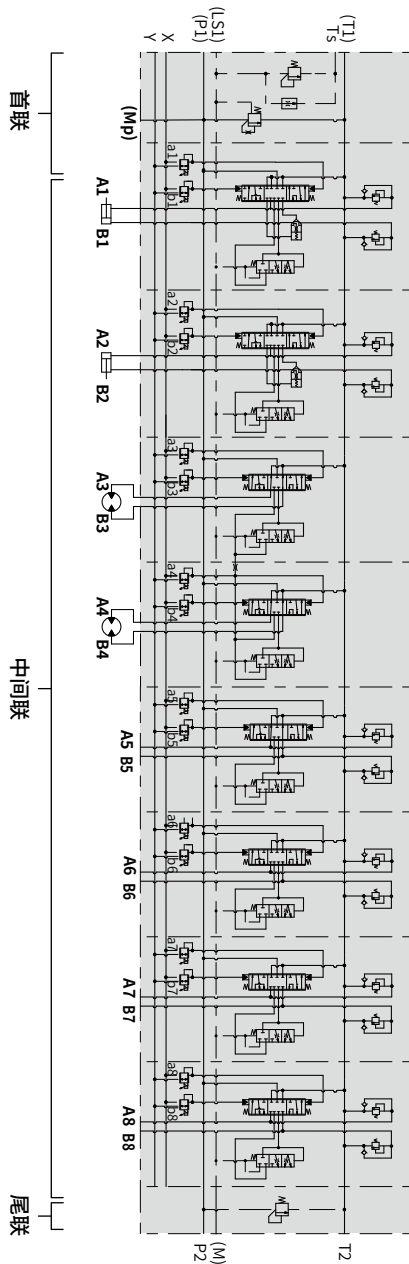 Y
X
(P1)
(LS1)
Ts
(T1)
首联
(Mp)
中间联
A1
B1
a1
b1
A2
B2
a2
b2
A3
B3
a3
b3
A4
B4
a4
b4
A5 B5
a5
b5
A6 B6
a6
b6
A7 B7
a7
b7
A8 B8
a8
b8
尾联
P2
(M)
T2